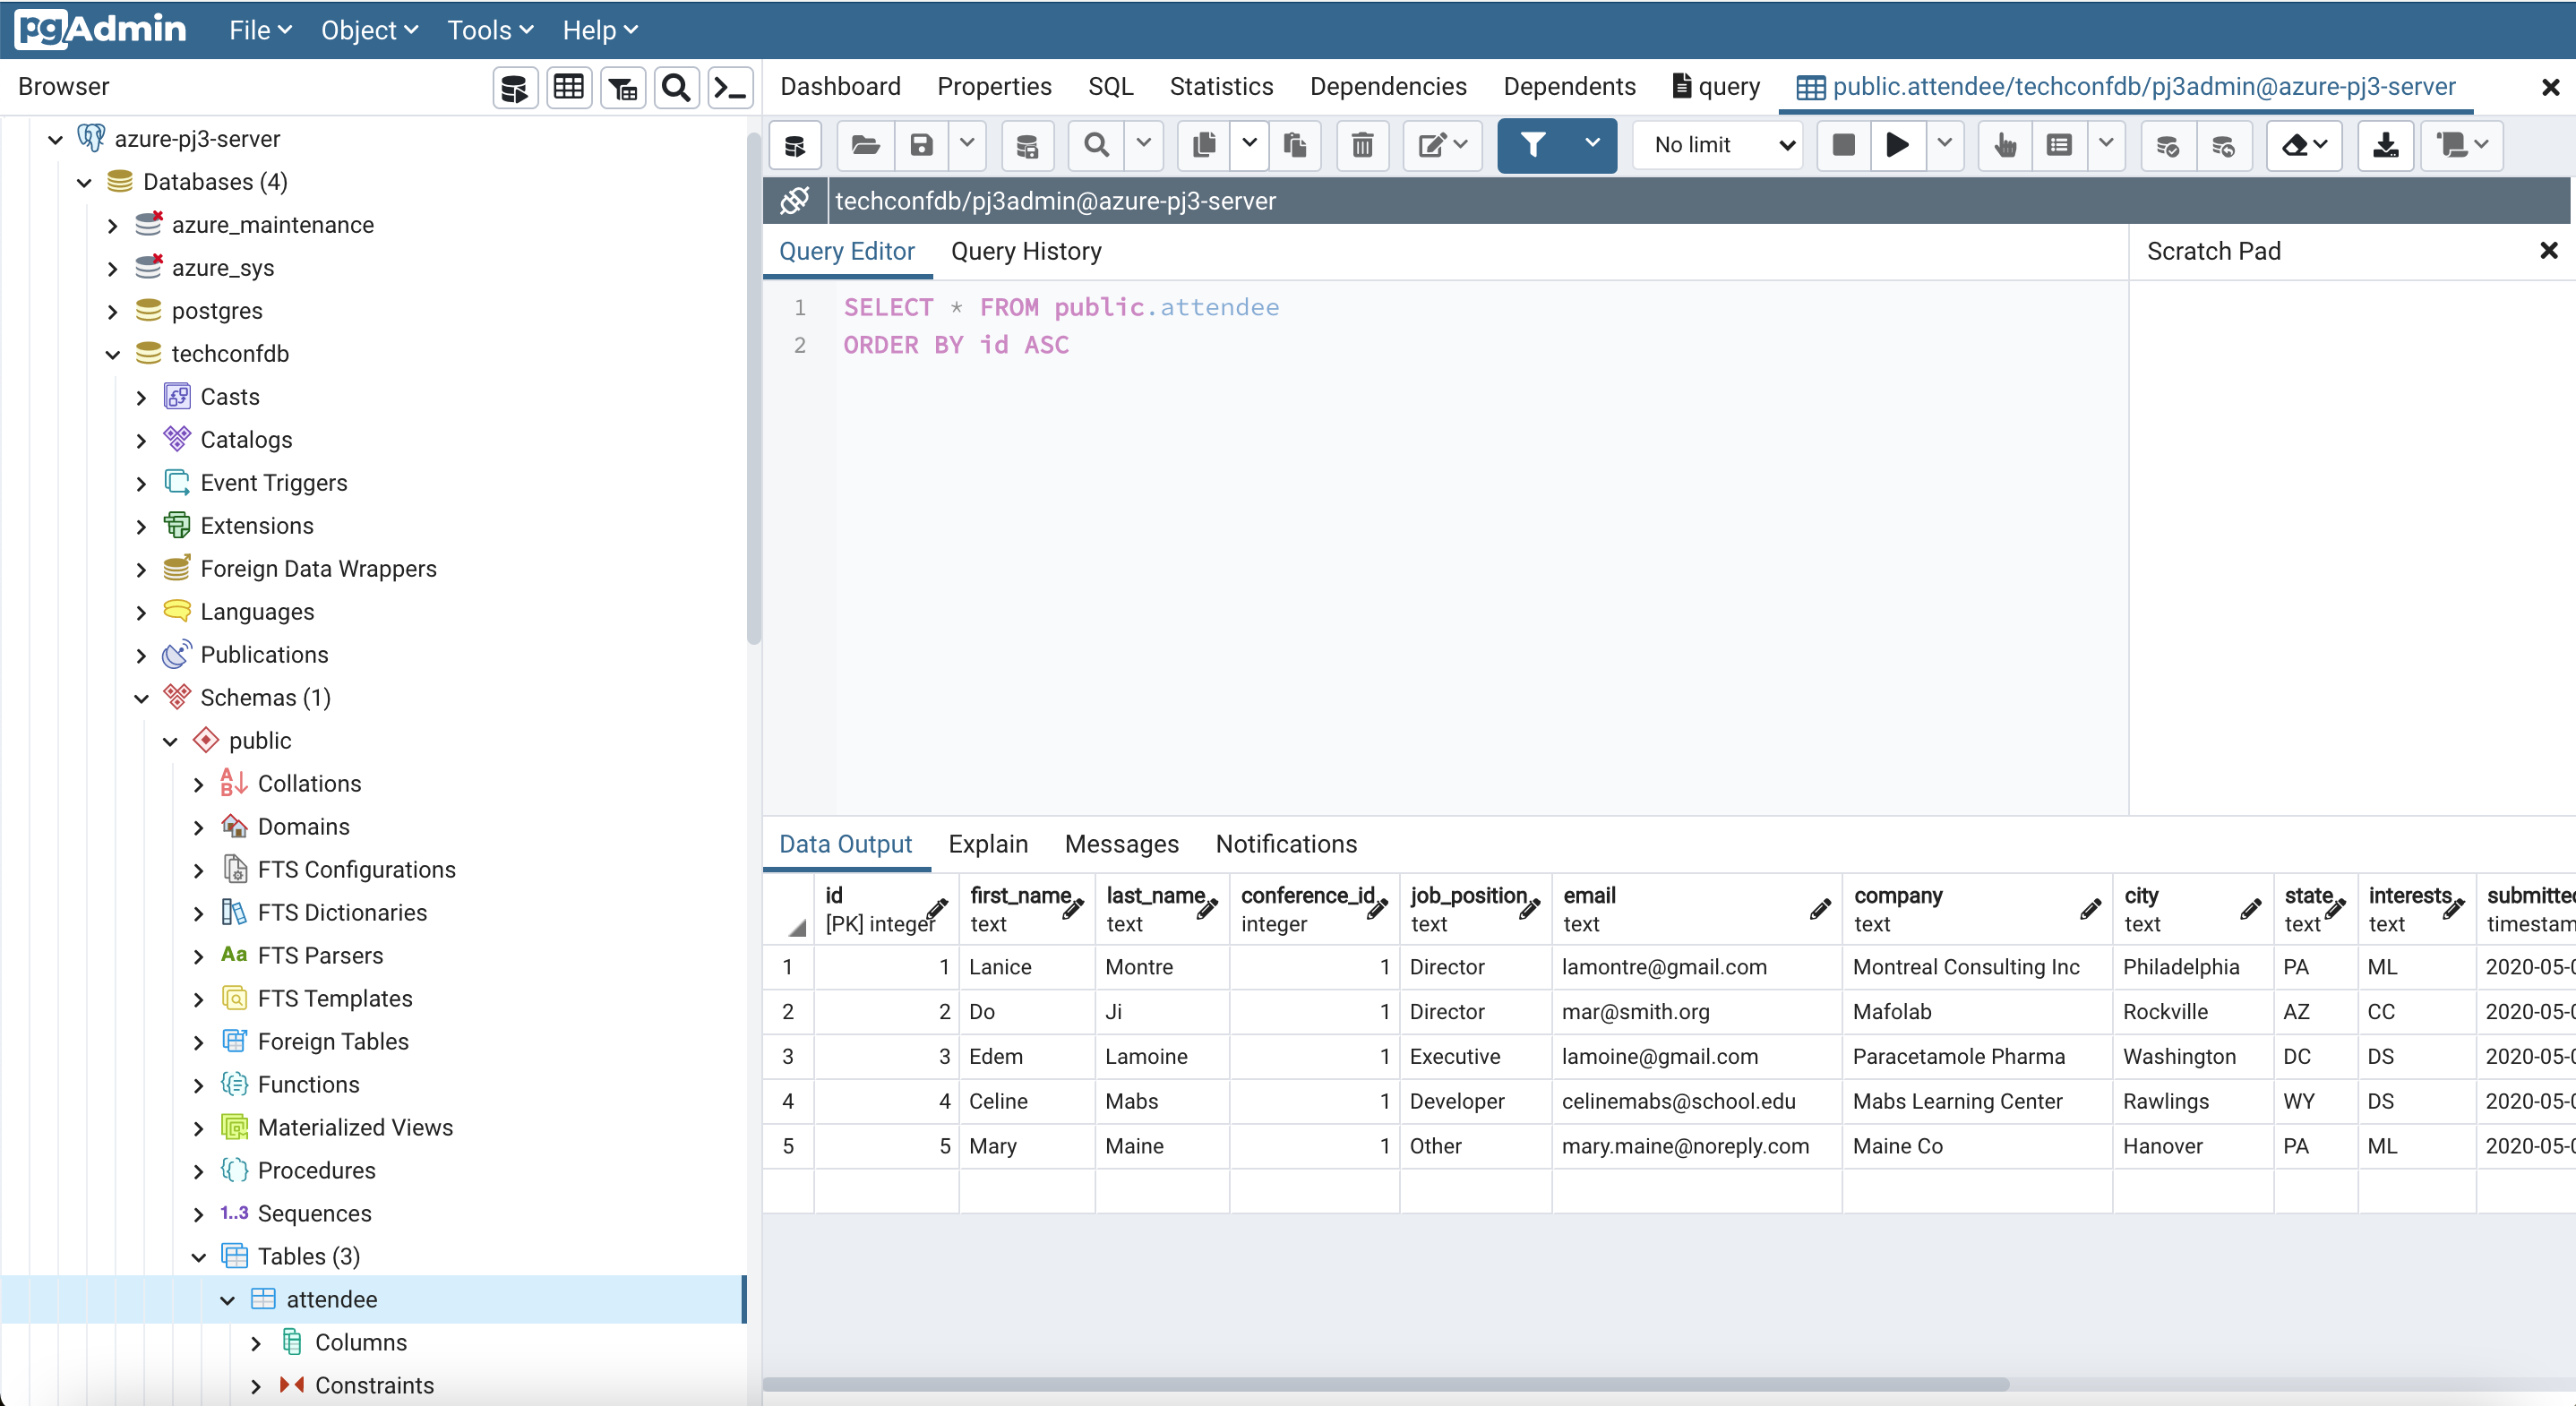 pgAdmin File Object Tools Help
Browser
Dashboard Properties SQL Statistics Dependencies Dependents query public.attendee/techconfdb/pj3admin@azure-pj3-server
azure-pj3-server
Databases (4)
azure_maintenance
azure_sys
postgres
techconfdb
Casts
Catalogs
Event Triggers
Extensions
Foreign Data Wrappers
Languages
Publications
Schemas (1)
public
Collations
Domains
FTS Configurations
FTS Dictionaries
Aa FTS Parsers
FTS Templates
Foreign Tables
Functions
Materialized Views
Procedures
1..3 Sequences
Tables (3)
attendee
Columns
Constraints
No limit
techconfdb/pj3admin@azure-pj3-server
Query Editor Query History
Scratch Pad
1 SELECT * FROM public.attendee
2 ORDER BY id ASC
Data Output Explain Messages Notifications
id first_name last_name conference_id job_position email company city state interests submitted
[PK] integer text text integer text text text text text text timestam
1 1 Lanice Montre 1 Director lamontre@gmail.com Montreal Consulting Inc Philadelphia PA ML 2020-05-0
2 2 Do Ji 1 Director mar@smith.org Mafolab Rockville AZ CC 2020-05-0
3 3 Edem Lamoine 1 Executive lamoine@gmail.com Paracetamole Pharma Washington DC DS 2020-05-0
4 4 Celine Mabs 1 Developer celinemabs@school.edu Mabs Learning Center Rawlings WY DS 2020-05-0
5 5 Mary Maine 1 Other mary.maine@noreply.com Maine Co Hanover PA ML 2020-05-0